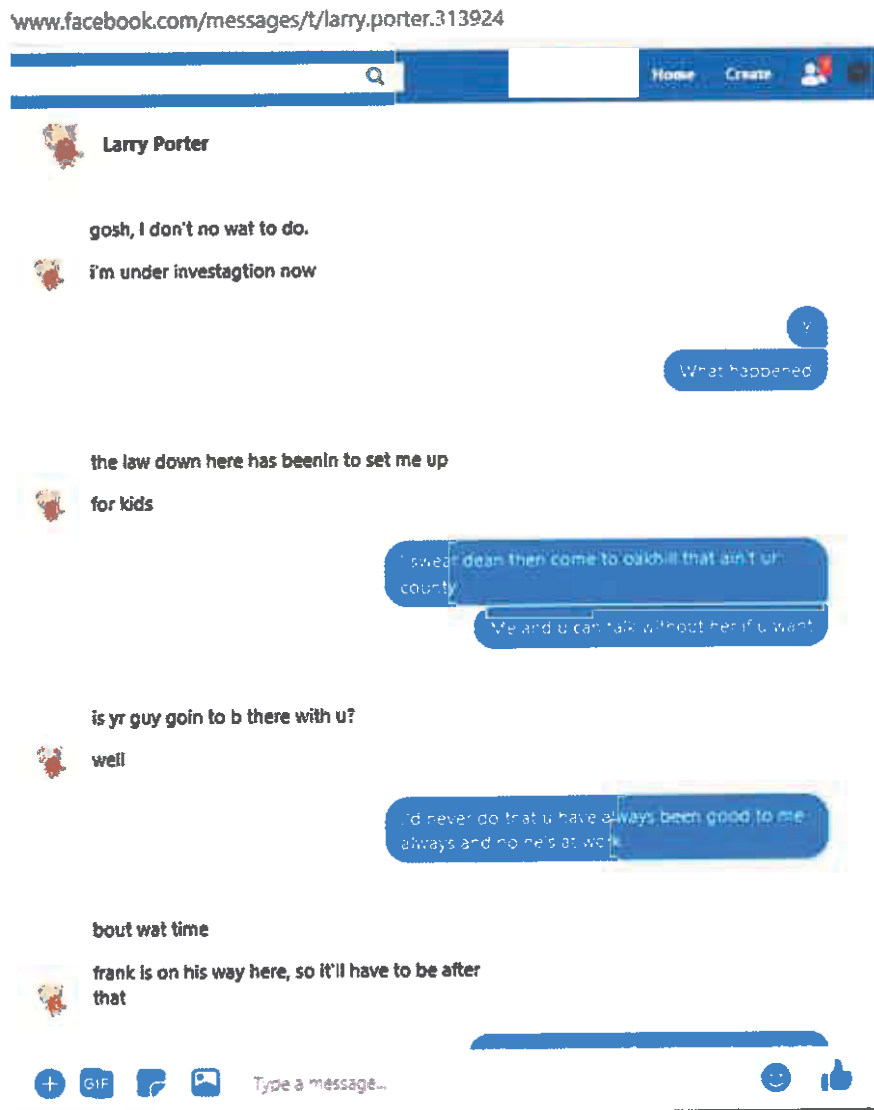 www.facebook.com/messages/t/larry.porter.313924
Home Create
Larry Porter
gosh, I don't no wat to do.
i'm under investagtion now
What happened
the law down here has beenin to set me up
for kids
I swear dean then come to oakhill that ain't ur
county
Me and u can talk without her if u want
is yr guy goin to b there with u?
well
I'd never do that u have always been good to me
always and no he's at work
bout wat time
frank is on his way here, so it'll have to be after
that
GIF Type a message...